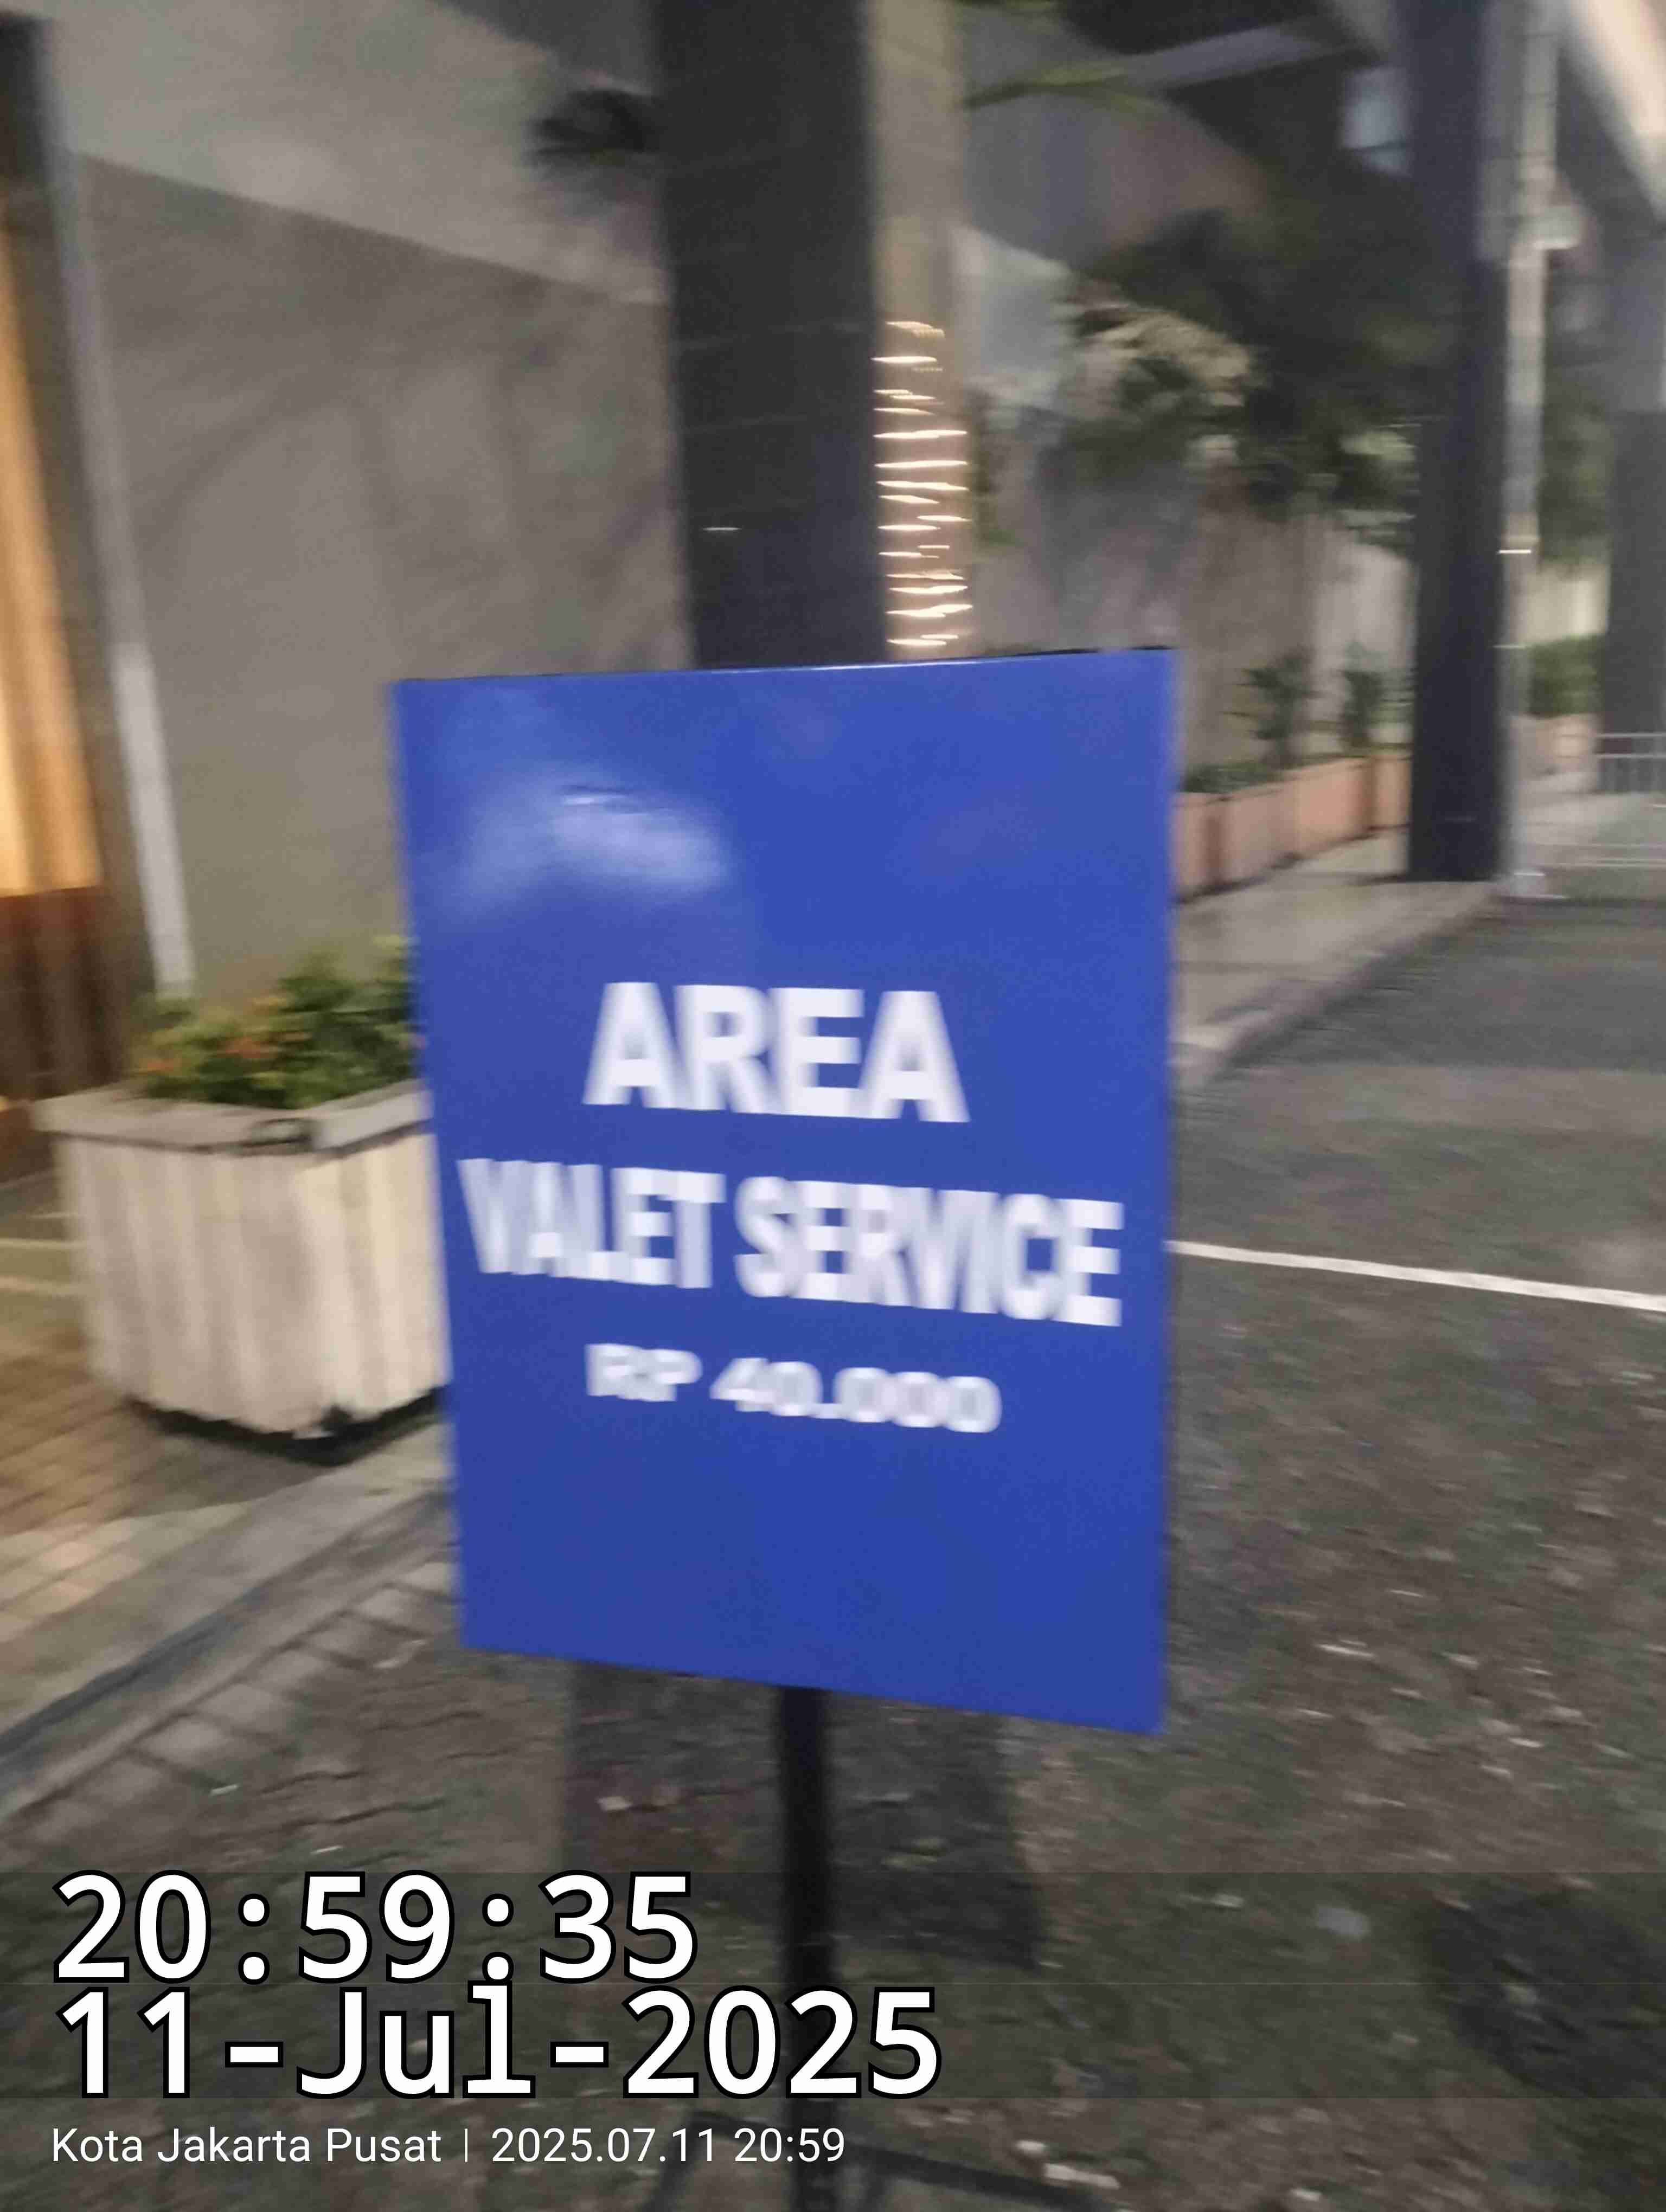 AREA
VALET SERVICE
RP 40.000
20:59:35
11-Jul-2025
Kota Jakarta Pusat | 2025.07.11 20:59